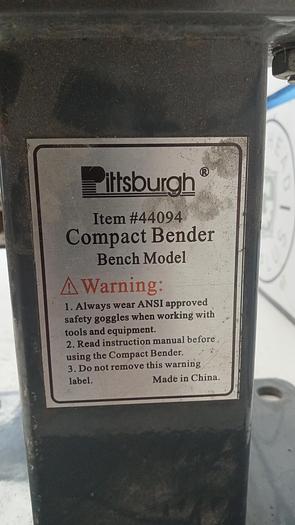 Pittsburgh®
Item #44094
Compact Bender
Bench Model
Warning:
1. Always wear ANSI approved
safety goggles when working with
tools and equipment.
2. Read instruction manual before
using the Compact Bender.
3. Do not remove this warning
label. Made in China.